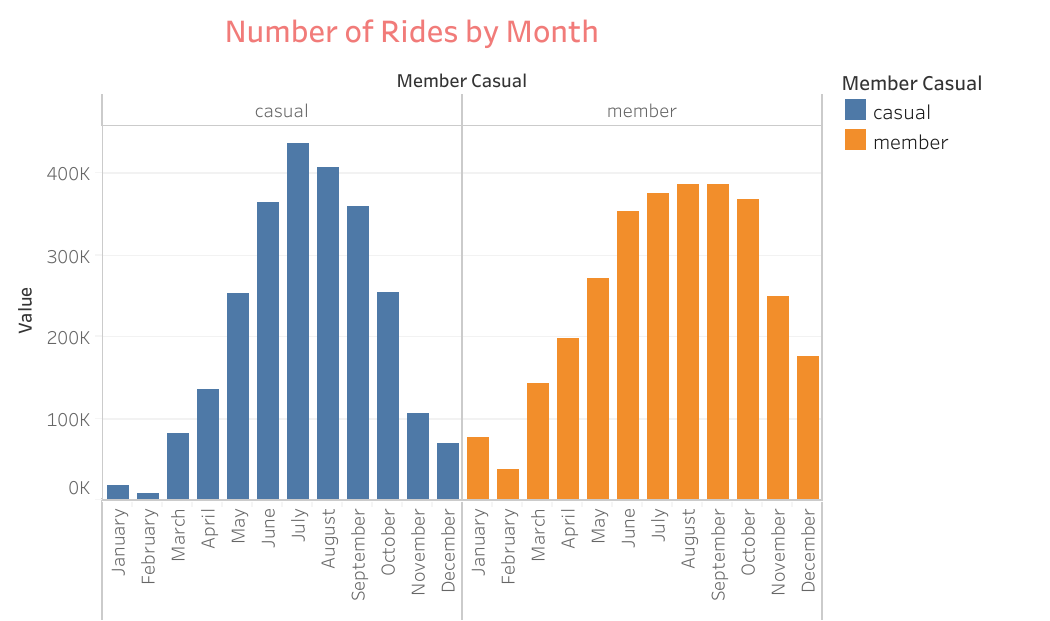 Number of Rides by Month
Member Casual
casual
member
Member Casual
casual
member
Value
400K
300K
200K
100K
0K
January
February
March
April
May
June
July
August
September
October
November
December
January
February
March
April
May
June
July
August
September
October
November
December